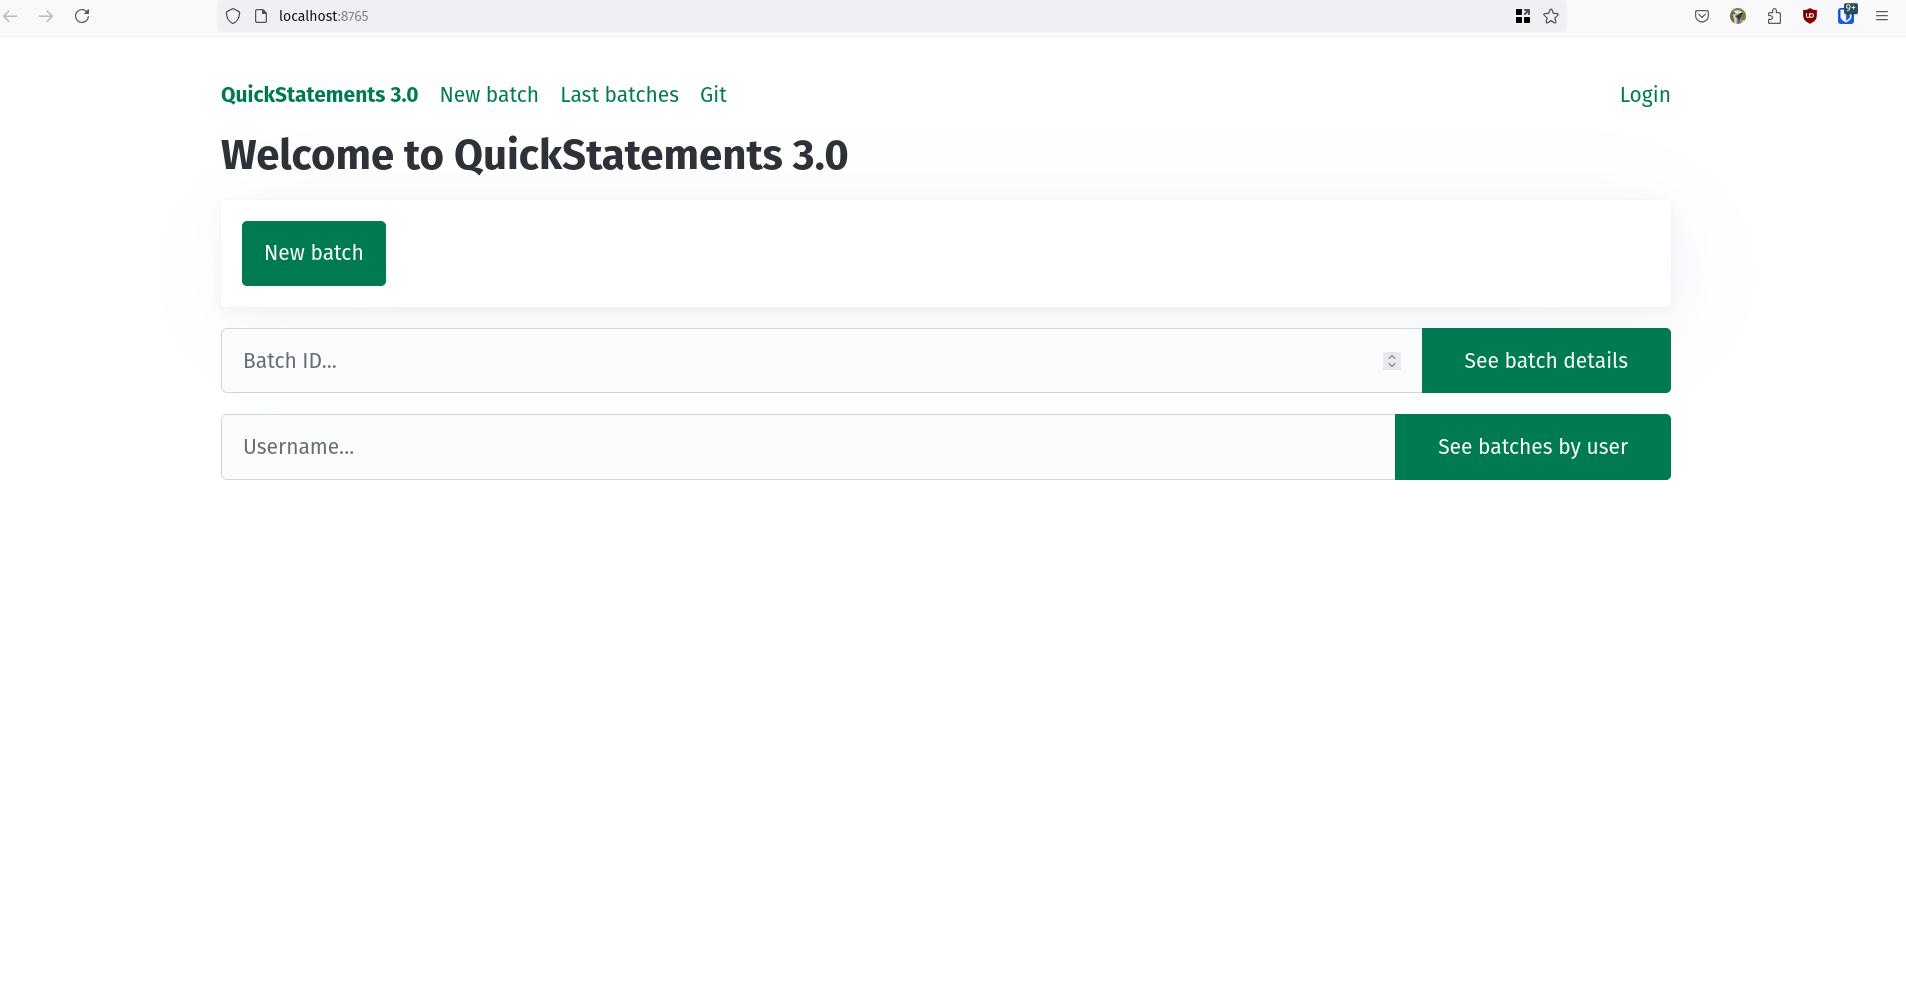 localhost:8765
9+
QuickStatements 3.0 New batch Last batches Git Login
Welcome to QuickStatements 3.0
New batch
Batch ID... See batch details
Username... See batches by user